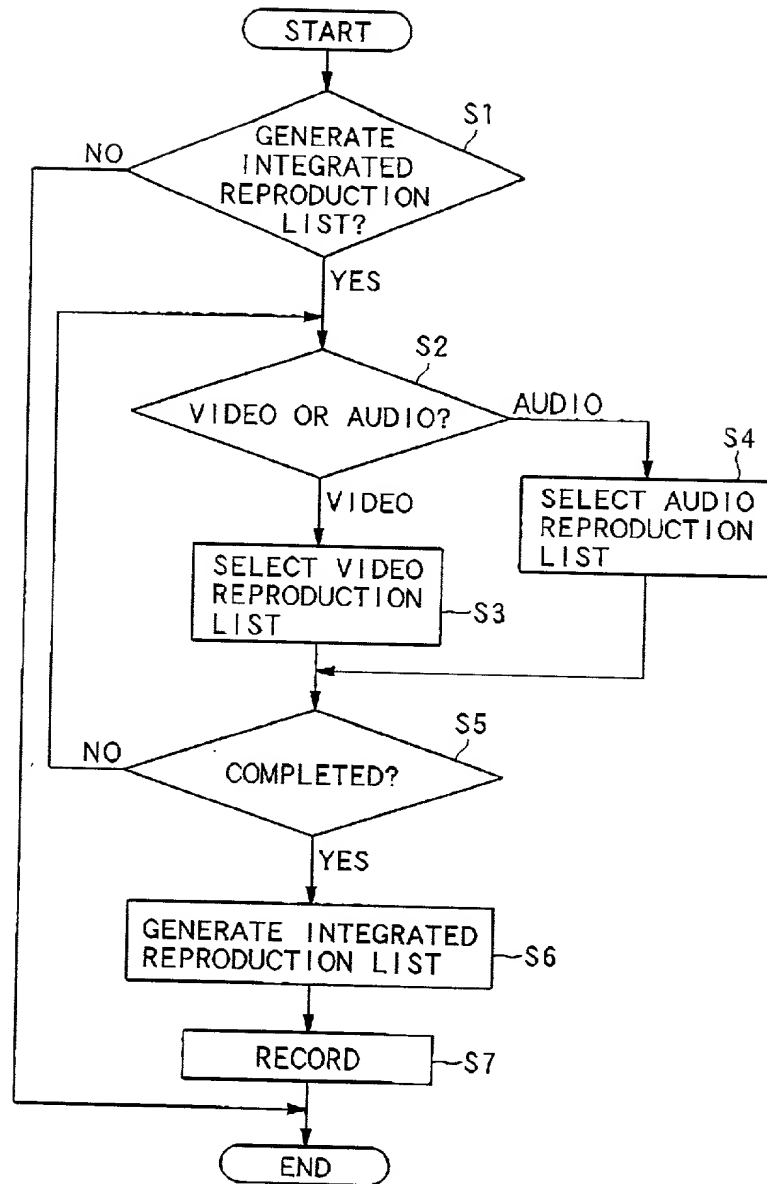 START
S1
GENERATE
INTEGRATED
REPRODUCTION
LIST?
NO
YES
S2
VIDEO OR AUDIO?
AUDIO
S4
SELECT AUDIO
REPRODUCTION
LIST
VIDEO
SELECT VIDEO
REPRODUCTION
LIST
S3
S5
NO
COMPLETED?
YES
GENERATE INTEGRATED
REPRODUCTION LIST
S6
RECORD
S7
END